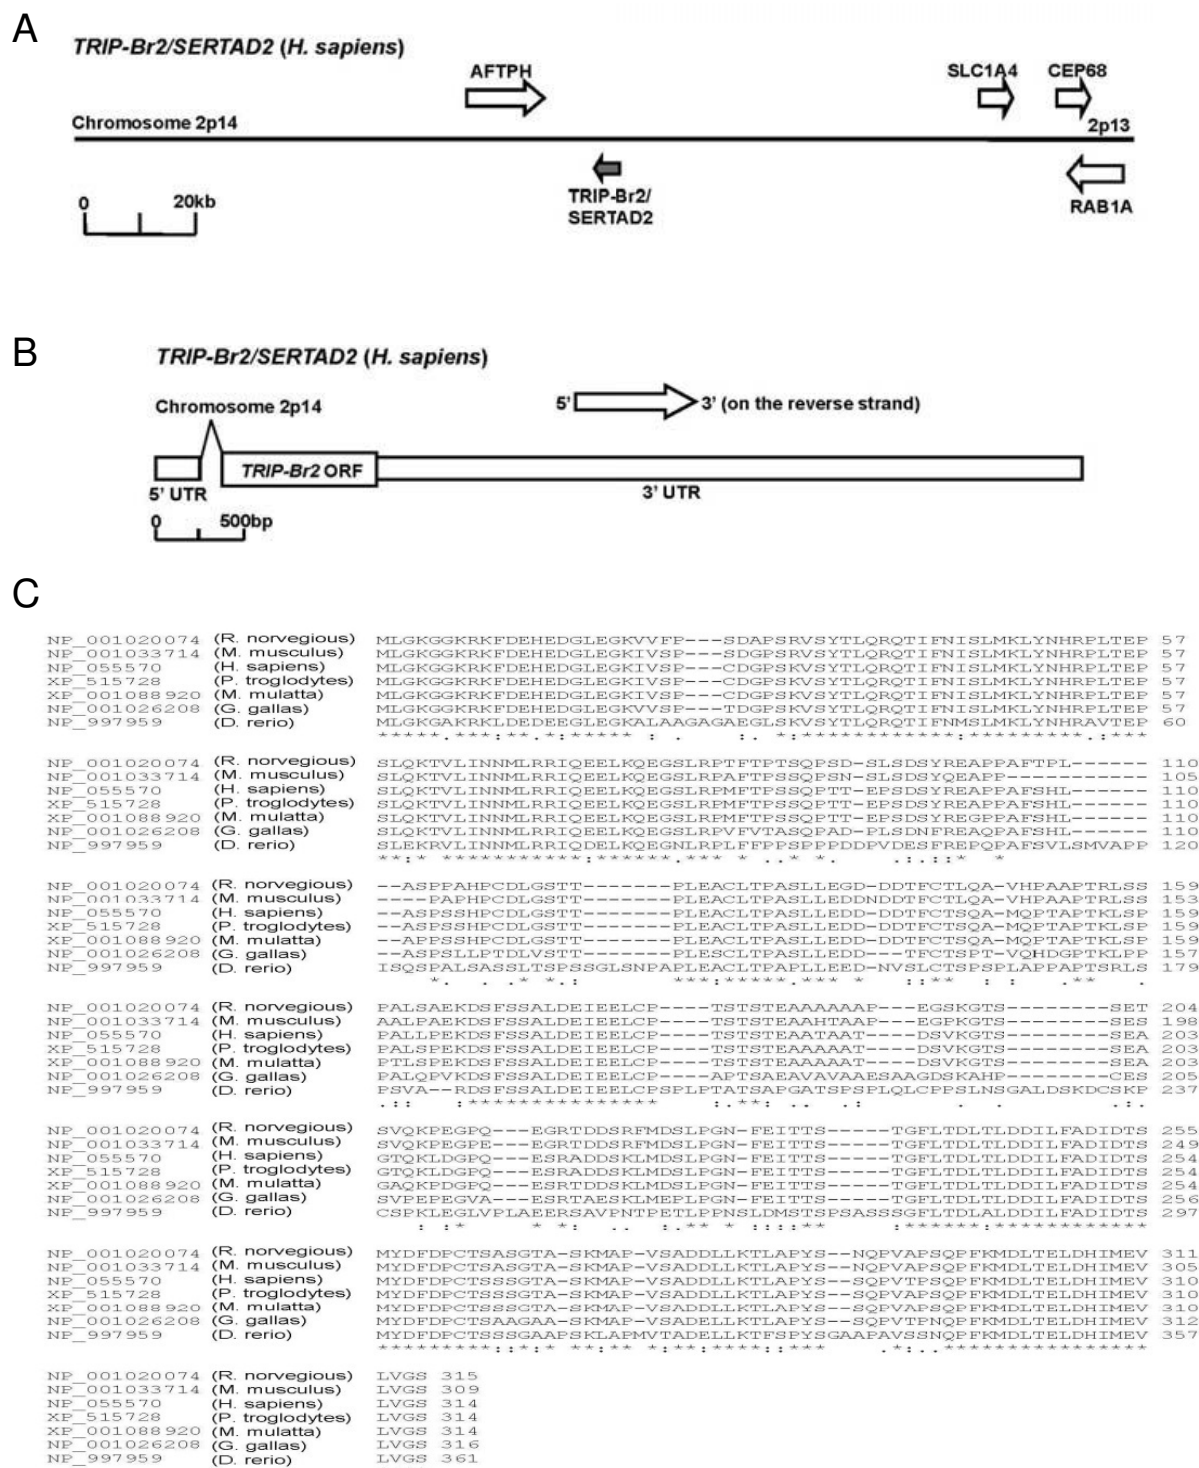 A
TRIP-Br2/SERTAD2 (H. sapiens)
AFTPH
SLC1A4
CEP68
Chromosome 2p14
2p13
0 20kb
TRIP-Br2/
SERTAD2
RAB1A
B
TRIP-Br2/SERTAD2 (H. sapiens)
Chromosome 2p14
5' 3' (on the reverse strand)
TRIP-Br2 ORF
5' UTR
3' UTR
0 500bp
C
NP_001020074 (R. norvegious) MLGKGGKRKFDEHEDGLEGKVVFP---SDAPSRVSYTLQRQTIFNISLMKLYNHRPLTEP 57
NP_001033714 (M. musculus) MLGKGGKRKFDEHEDGLEGKIVSP---SDGPSRVSYTLQRQTIFNISLMKLYNHRPLTEP 57
NP_055570 (H. sapiens) MLGKGGKRKFDEHEDGLEGKIVSP---CDGPSKVSYTLQRQTIFNISLMKLYNHRPLTEP 57
XP_515728 (P. troglodytes) MLGKGGKRKFDEHEDGLEGKIVSP---CDGPSKVSYTLQRQTIFNISLMKLYNHRPLTEP 57
XP_001088920 (M. mulatta) MLGKGGKRKFDEHEDGLEGKIVSP---CDGPSKVSYTLQRQTIFNISLMKLYNHRPLTEP 57
NP_001026208 (G. gallas) MLGKGGKRKFDEHEDGLEGKVVSP---TDGPSKVSYTLQRQTIFNISLMKLYNHRPLTEP 57
NP_997959 (D. rerio) MLGKGAKRKLDEDEEGLEGKALAAGAGAEGLSKVSYTLQRQTIFNMSLMKLYNHRAVTEP 60
*****.***:**.*:***** : . :. *:************:*********.:***
NP_001020074 (R. norvegious) SLQKTVLINNMLRRIQEELKQEGSLRPTFTPTSQPSD-SLSDSYREAPPAFTPL------ 110
NP_001033714 (M. musculus) SLQKTVLINNMLRRIQEELKQEGSLRPAFTPSSQPSN-SLSDSYQEAPP----------- 105
NP_055570 (H. sapiens) SLQKTVLINNMLRRIQEELKQEGSLRPMFTPSSQPTT-EPSDSYREAPPAFSHL------ 110
XP_515728 (P. troglodytes) SLQKTVLINNMLRRIQEELKQEGSLRPMFTPSSQPTT-EPSDSYREAPPAFSHL------ 110
XP_001088920 (M. mulatta) SLQKTVLINNMLRRIQEELKQEGSLRPMFTPSSQPTT-EPSDSYREGPPAFSHL------ 110
NP_001026208 (G. gallas) SLQKTVLINNMLRRIQEELKQEGSLRPVFVTASQPAD-PLSDNFREAQPAFSHL------ 110
NP_997959 (D. rerio) SLEKRVLINNMLRRIQDELKQEGNLRPLFFPPSPPPDDPVDESFREPQPAFSVLSMVAPP 120
**:* ***********:******.*** * ..* *. .:.::* *
NP_001020074 (R. norvegious) --ASPPAHPCDLGSTT-------PLEACLTPASLLEGD-DDTFCTLQA-VHPAAPTRLSS 159
NP_001033714 (M. musculus) ----PAPHPCDLGSTT-------PLEACLTPASLLEDDNDDTFCTLQA-VHPAAPTRLSS 153
NP_055570 (H. sapiens) --ASPSSHPCDLGSTT-------PLEACLTPASLLEDD-DDTFCTSQA-MQPTAPTKLSP 159
XP_515728 (P. troglodytes) --ASPSSHPCDLGSTT-------PLEACLTPASLLEDD-DDTFCTSQA-MQPTAPTKLSP 159
XP_001088920 (M. mulatta) --APPSSHPCDLGSTT-------PLEACLTPASLLEDD-DDTFCTSQA-MQPTAPTKLSP 159
NP_001026208 (G. gallas) --ASPSLLPTDLVSTT-------PLESCLTPASLLEDD---TFCTSPT-VQHDGPTKLPP 157
NP_997959 (D. rerio) ISQSPALSASSLTSPSSGLSNPAPLEACLTPAPLLEED-NVSLCTSPSPLAPPAPTSRLS 179
*. . .* *.: ***:*****.*** * ::** : : .** .
NP_001020074 (R. norvegious) PALSAEKDSFSSALDEIEELCP----TSTSTEAAAAAAP---EGSKGTS--------SET 204
NP_001033714 (M. musculus) AALPAEKDSFSSALDEIEELCP----TSTSTEAAHTAAP---EGPKGTS--------SES 198
NP_055570 (H. sapiens) PALLPEKDSFSSALDEIEELCP----TSTSTEAATAAT----DSVKGTS--------SEA 203
XP_515728 (P. troglodytes) PALSPEKDSFSSALDEIEELCP----TSTSTEAAAAAT----DSVKGTS--------SEA 203
XP_001088920 (M. mulatta) PTLSPEKDSFSSALDEIEELCP----TSTSTEAAAAAT----DSVKGTS--------SEA 203
NP_001026208 (G. gallas) PALQPVKDSFSSALDEIEELCP----APTSAEAVAVAAESAAGDSKAHP--------CES 205
NP_997959 (D. rerio) PSVA--RDSFSSALDEIEELCPSPLPTATSAPGATSPSPLQLCPPSLNSGALDSKDCSKP 237
.:: :*************** :.**: .. .: . . .:.
NP_001020074 (R. norvegious) SVQKPEGPQ---EGRTDDSRFMDSLPGN-FEITTS-----TGFLTDLTLDDILFADIDTS 255
NP_001033714 (M. musculus) SVQKPEGPE---EGRTDDSRFMDSLPGN-FEITTS-----TGFLTDLTLDDILFADIDTS 249
NP_055570 (H. sapiens) GTQKLDGPQ---ESRADDSKLMDSLPGN-FEITTS-----TGFLTDLTLDDILFADIDTS 254
XP_515728 (P. troglodytes) GTQKLDGPQ---ESRADDSKLMDSLPGN-FEITTS-----TGFLTDLTLDDILFADIDTS 254
XP_001088920 (M. mulatta) GAQKPDGPQ---ESRTDDSKLMDSLPGN-FEITTS-----TGFLTDLTLDDILFADIDTS 254
NP_001026208 (G. gallas) SVPEPEGVA---ESRTAESKLMEPLPGN-FEITTS-----TGFLTDLTLDDILFADIDTS 256
NP_997959 (D. rerio) CSPKLEGLVPLAEERSAVPNTPETLPPNSLDMSTSPSASSSGFLTDLALDDILFADIDTS 297
: :* * *: .. :.** * ::::** :******:************
NP_001020074 (R. norvegious) MYDFDPCTSASGTA-SKMAP-VSADDLLKTLAPYS--NQPVAPSQPFKMDLTELDHIMEV 311
NP_001033714 (M. musculus) MYDFDPCTSASGTA-SKMAP-VSADDLLKTLAPYS--NQPVAPSQPFKMDLTELDHIMEV 305
NP_055570 (H. sapiens) MYDFDPCTSSSGTA-SKMAP-VSADDLLKTLAPYS--SQPVTPSQPFKMDLTELDHIMEV 310
XP_515728 (P. troglodytes) MYDFDPCTSSSGTA-SKMAP-VSADDLLKTLAPYS--SQPVAPSQPFKMDLTELDHIMEV 310
XP_001088920 (M. mulatta) MYDFDPCTSSSGTA-SKMAP-VSADDLLKTLAPYS--SQPVAPNQPFKMDLTELDHIMEV 310
NP_001026208 (G. gallas) MYDFDPCTSAAGAA-SKMAP-VSADELLKTLAPYS--SQPVTPNQPFKMDLTELDHIMEV 312
NP_997959 (D. rerio) MYDFDPCTSSSGAAPSKLAPMVTADELLKTFSPYSGAAPAVSSNQPFKMDLTELDHIMEV 357
*********::*:* **:** *:**:****::*** .*:..****************
NP_001020074 (R. norvegious) LVGS 315
NP_001033714 (M. musculus) LVGS 309
NP_055570 (H. sapiens) LVGS 314
XP_515728 (P. troglodytes) LVGS 314
XP_001088920 (M. mulatta) LVGS 314
NP_001026208 (G. gallas) LVGS 316
NP_997959 (D. rerio) LVGS 361